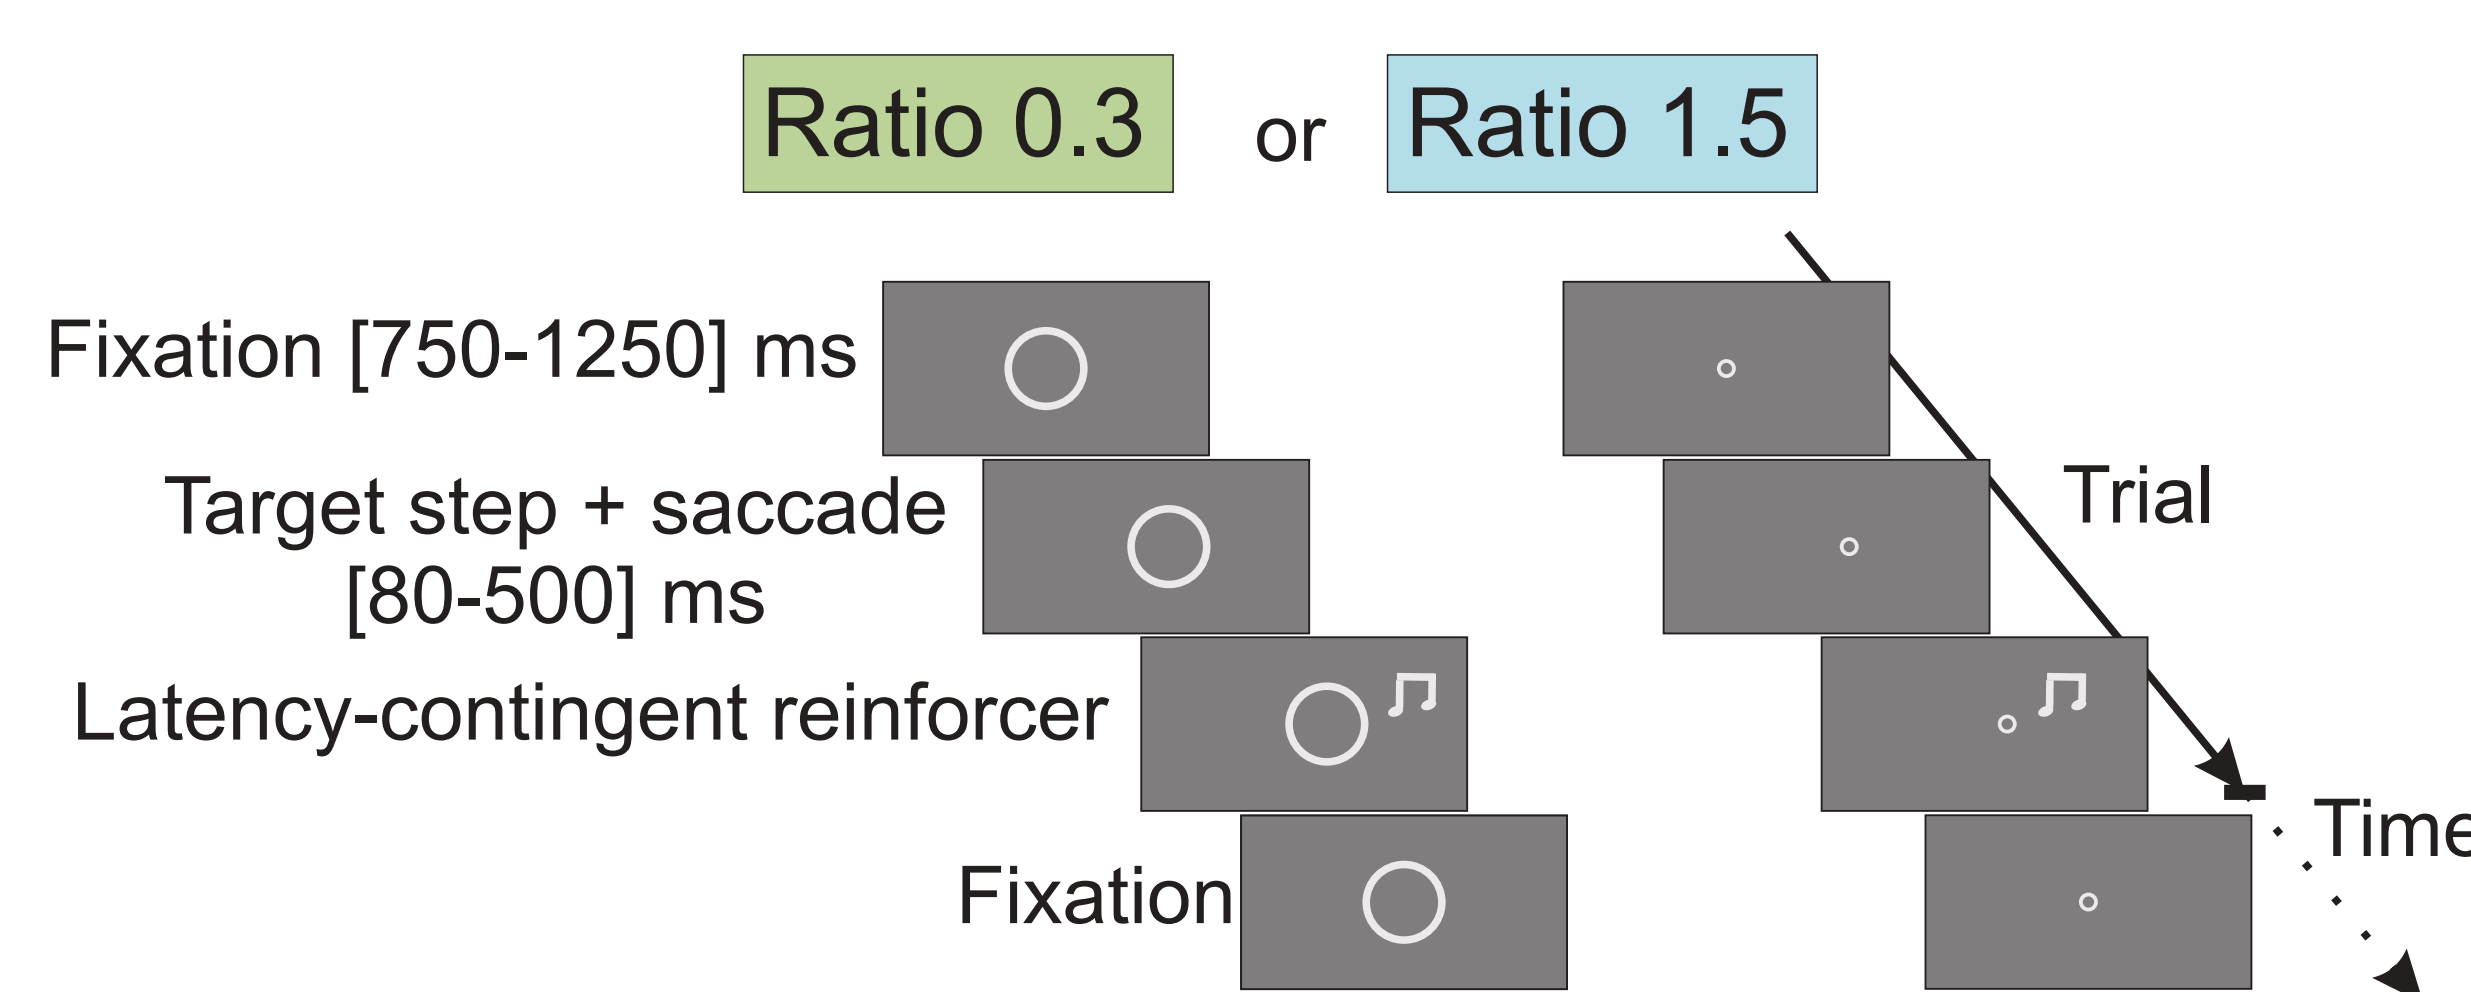 Ratio 0.3 or Ratio 1.5
Fixation [750-1250] ms
Target step + saccade
[80-500] ms
Trial
Latency-contingent reinforcer
Time
Fixation